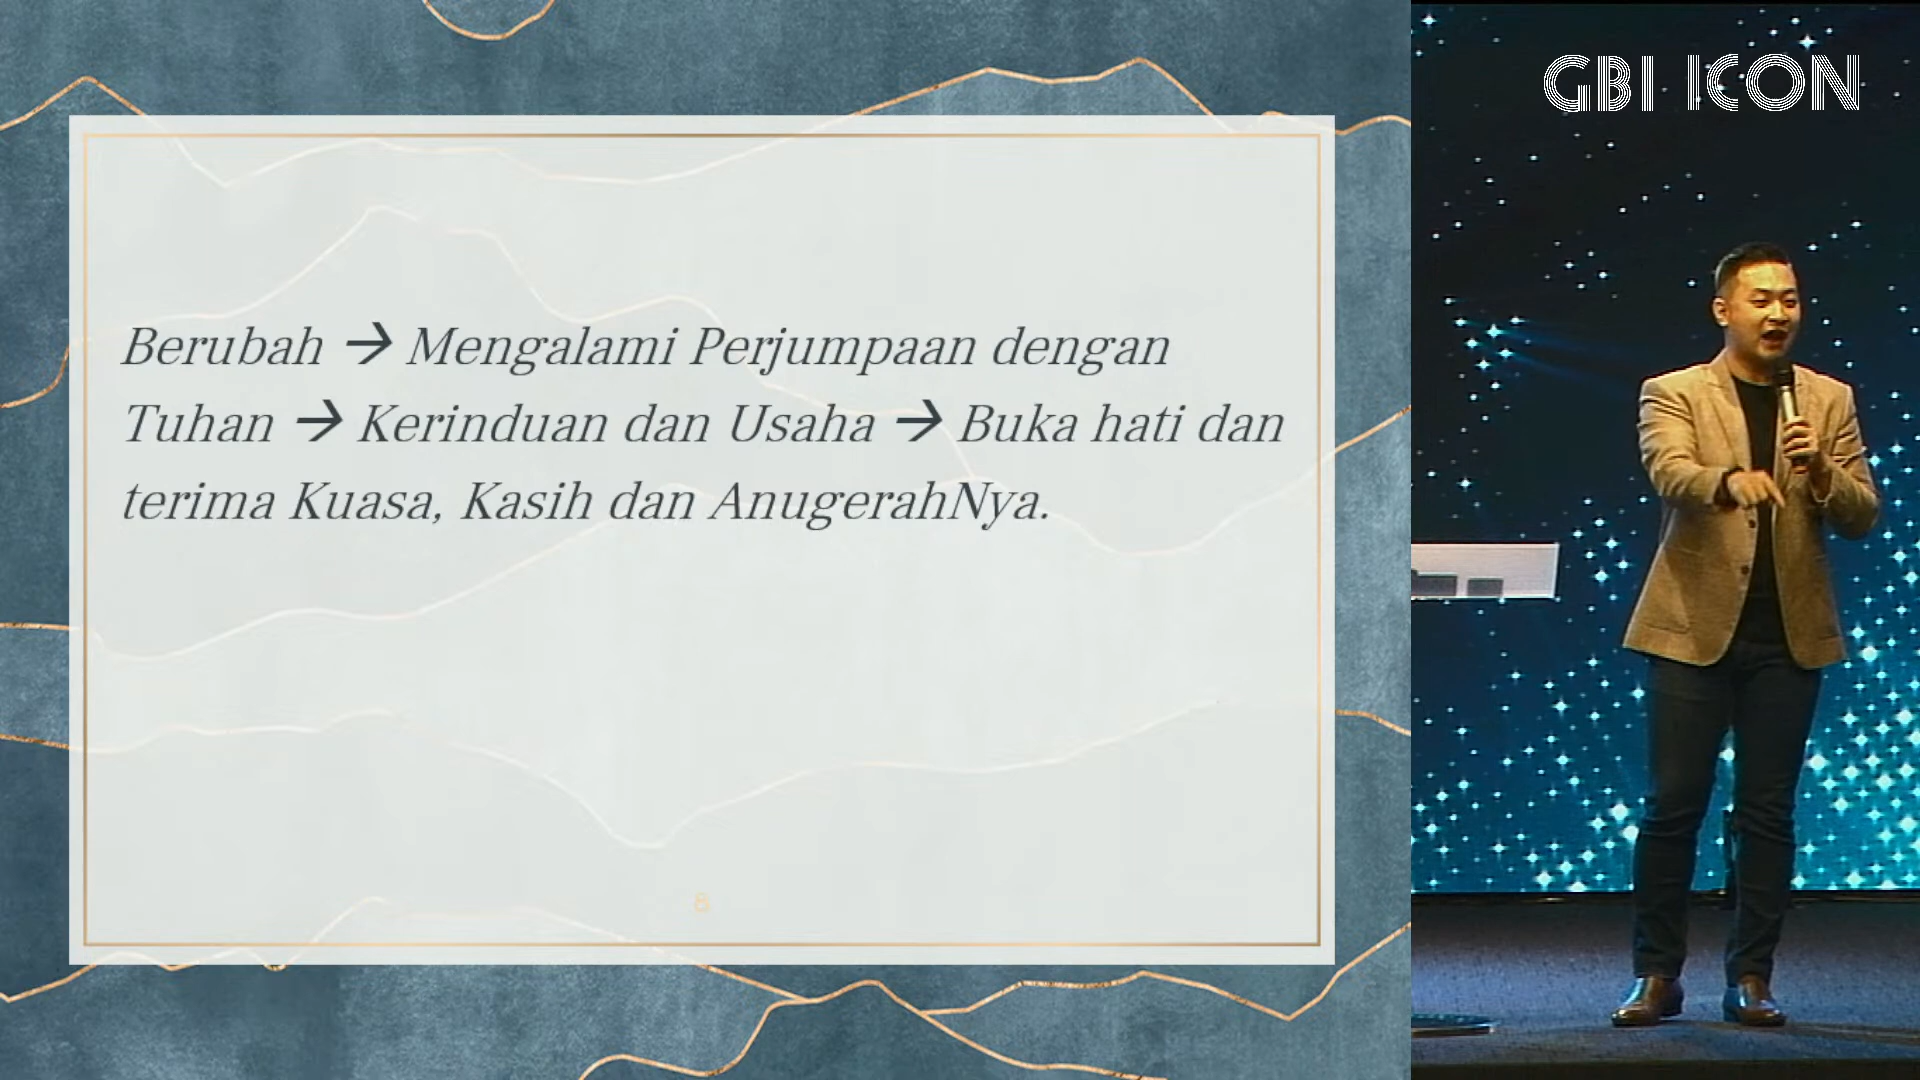 GBI ICON
Berubah → Mengalami Perjumpaan dengan
Tuhan → Kerinduan dan Usaha → Buka hati dan
terima Kuasa, Kasih dan AnugerahNya.